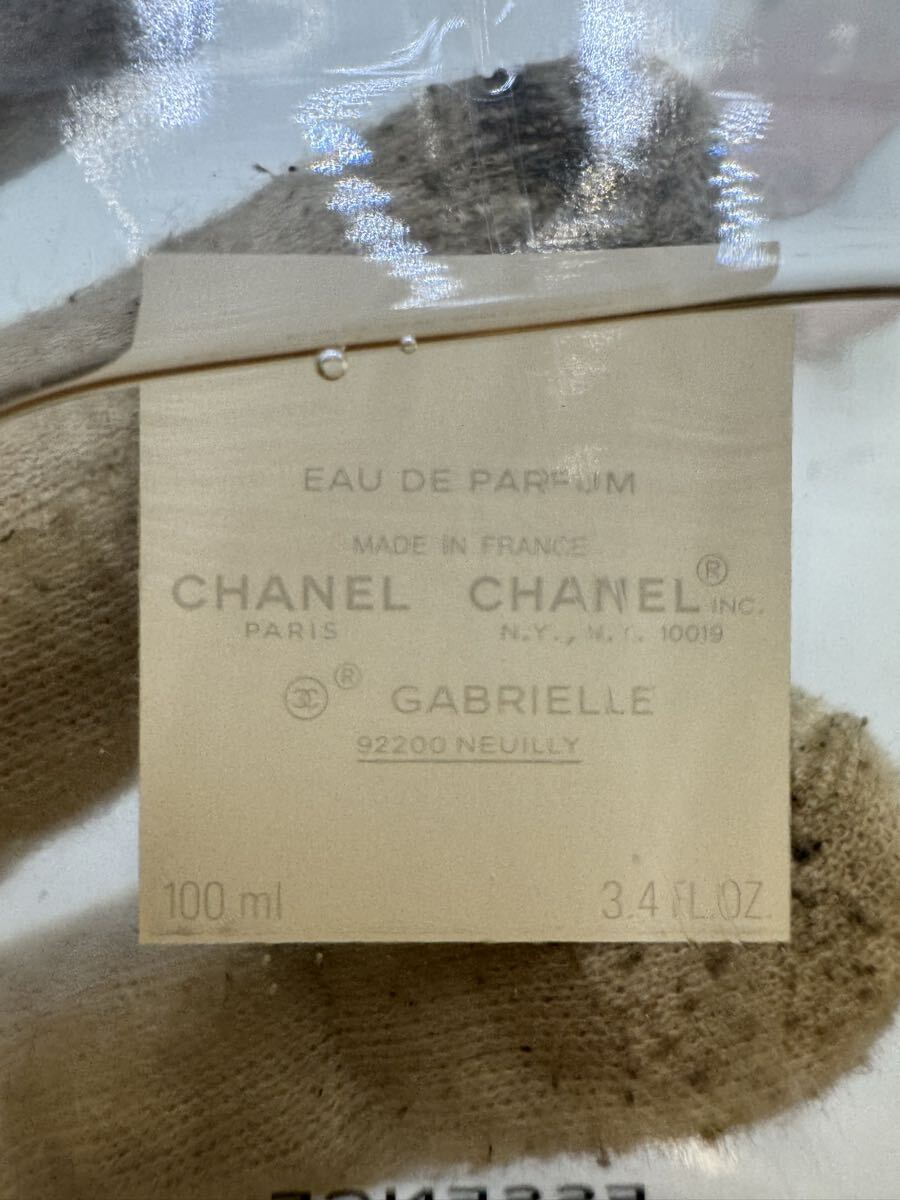 EAU DE PARFUM
MADE IN FRANCE
CHANEL CHANEL® INC.
PARIS N.Y., N.Y. 10019
® GABRIELLE
92200 NEUILLY
100 ml 3.4 FL.OZ.
ESSENCE